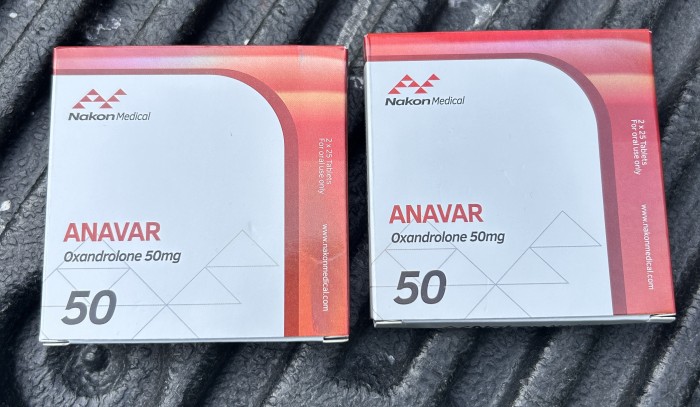 Nakon Medical
2 x 25 Tablets
For oral use only
www.nakonmedical.com
ANAVAR
Oxandrolone 50mg
50
Nakon Medical
2 x 25 Tablets
For oral use only
www.nakonmedical.com
ANAVAR
Oxandrolone 50mg
50